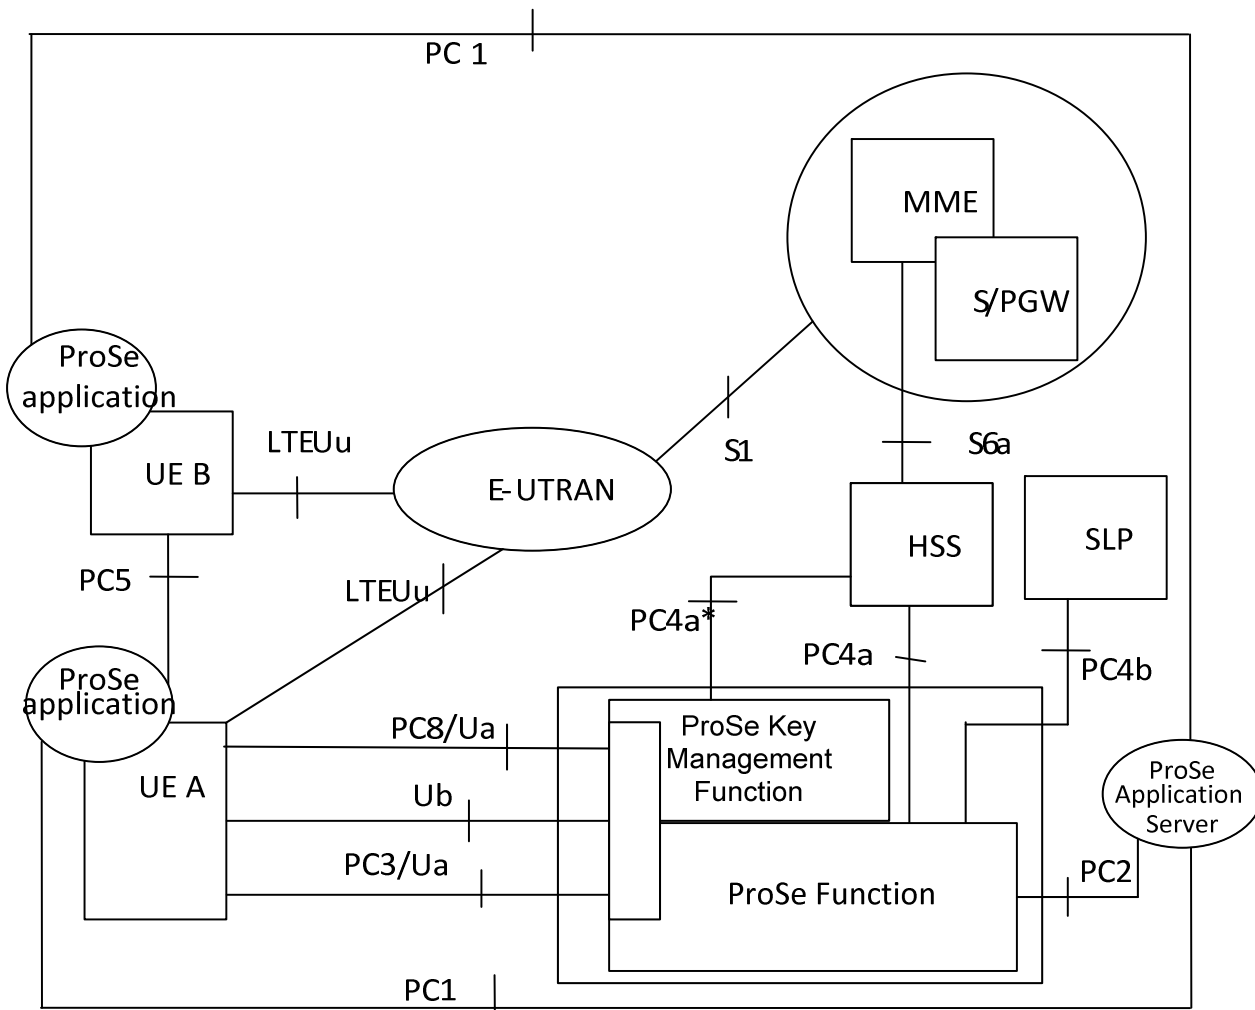 PC 1
MME
S/PGW
ProSe
application
LTEUu
UE B
S1
S6a
E-UTRAN
HSS
SLP
PC5
LTEUu
PC4a*
PC4a
PC4b
ProSe
application
PC8/Ua
ProSe Key
Management
Function
UE A
Ub
ProSe
Application
Server
PC3/Ua
ProSe Function
PC2
PC1